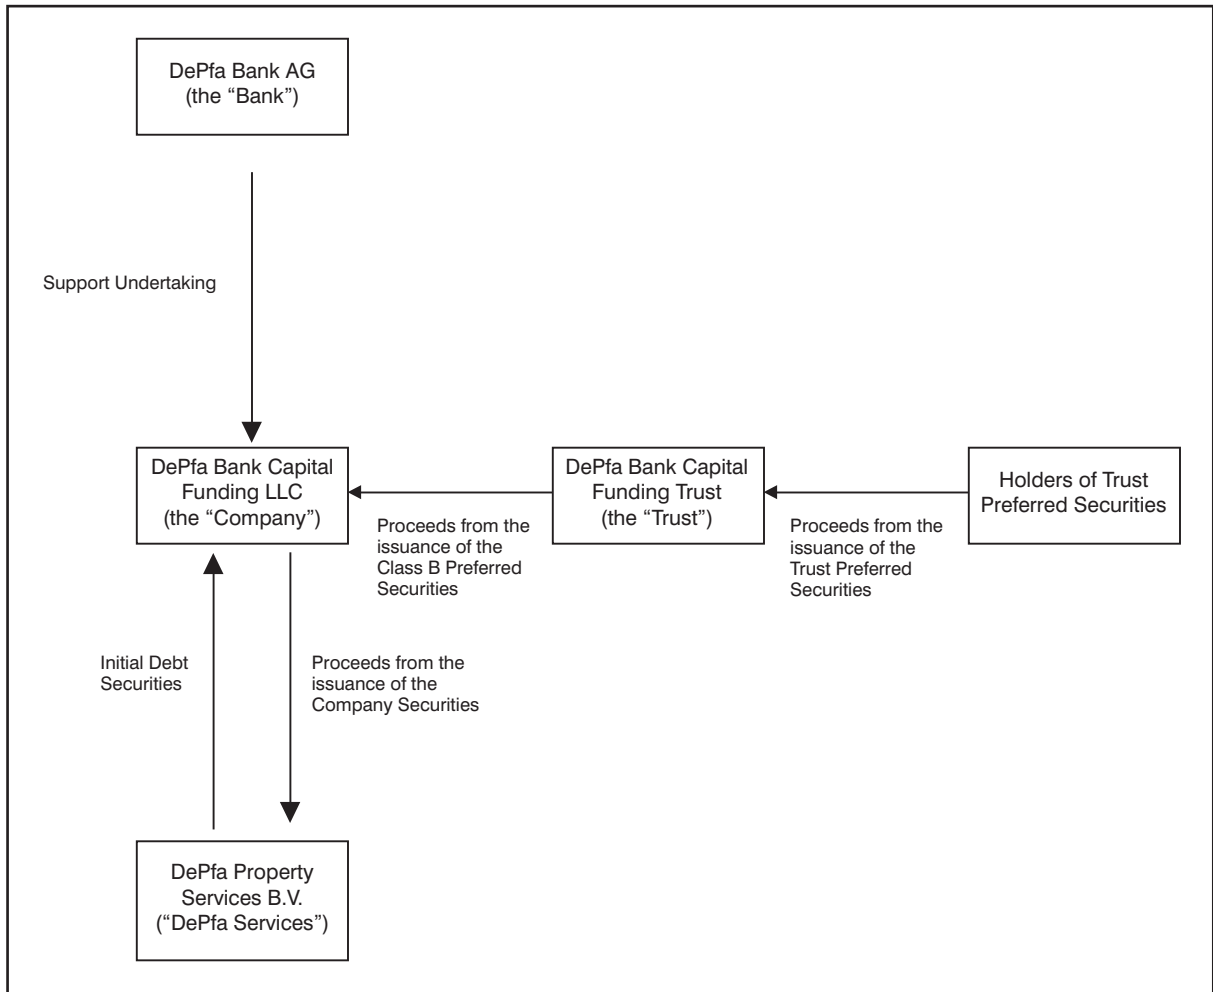 DePfa Bank AG
(the “Bank”)
Support Undertaking
DePfa Bank Capital
Funding LLC
(the “Company”)
DePfa Bank Capital
Funding Trust
(the “Trust”)
Holders of Trust
Preferred Securities
Proceeds from the
issuance of the
Class B Preferred
Securities
Proceeds from the
issuance of the
Trust Preferred
Securities
Initial Debt
Securities
Proceeds from the
issuance of the
Company Securities
DePfa Property
Services B.V.
(“DePfa Services”)